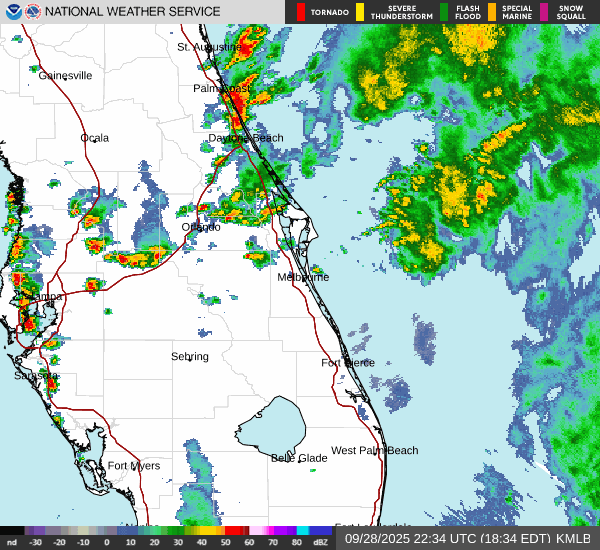 NATIONAL WEATHER SERVICE
TORNADO
SEVERE
THUNDERSTORM
FLASH
FLOOD
SPECIAL
MARINE
SNOW
SQUALL
St. Augustine
Gainesville
Palm Coast
Ocala
Daytona Beach
Orlando
Melbourne
Tampa
Sebring
Fort Pierce
Sarasota
West Palm Beach
Belle Glade
Fort Myers
nd -30 -20 -10 0 10 20 30 40 50 60 70 80 dBZ
09/28/2025 22:34 UTC (18:34 EDT) KMLB